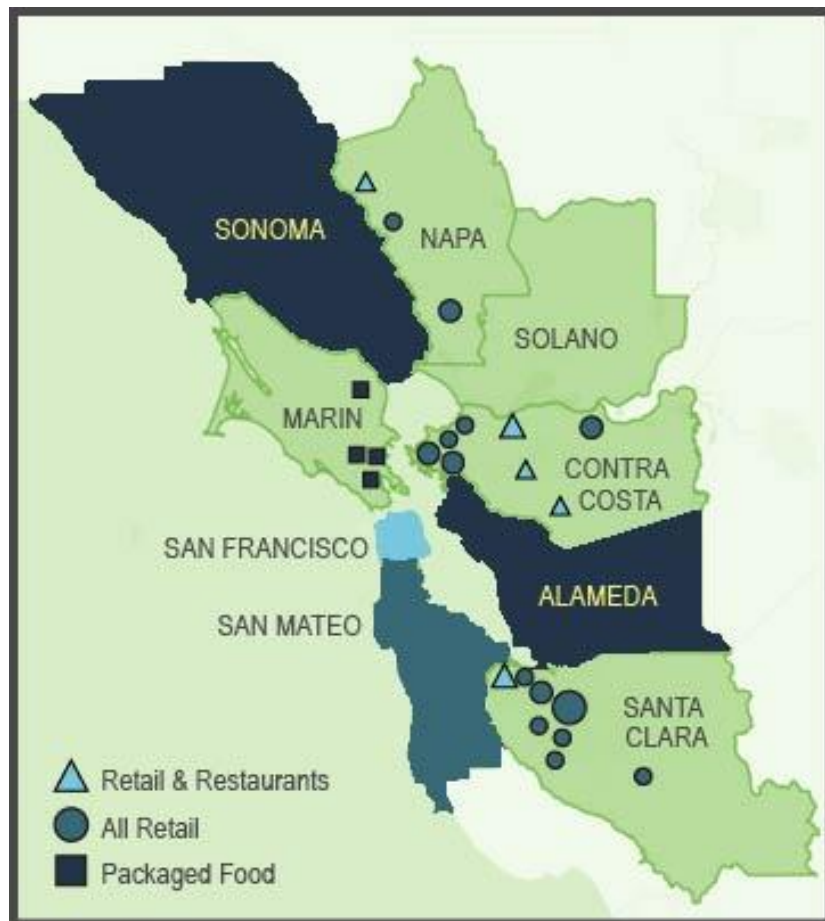 SONOMA
NAPA
SOLANO
MARIN
CONTRA
COSTA
SAN FRANCISCO
ALAMEDA
SAN MATEO
SANTA
CLARA
Retail & Restaurants
All Retail
Packaged Food